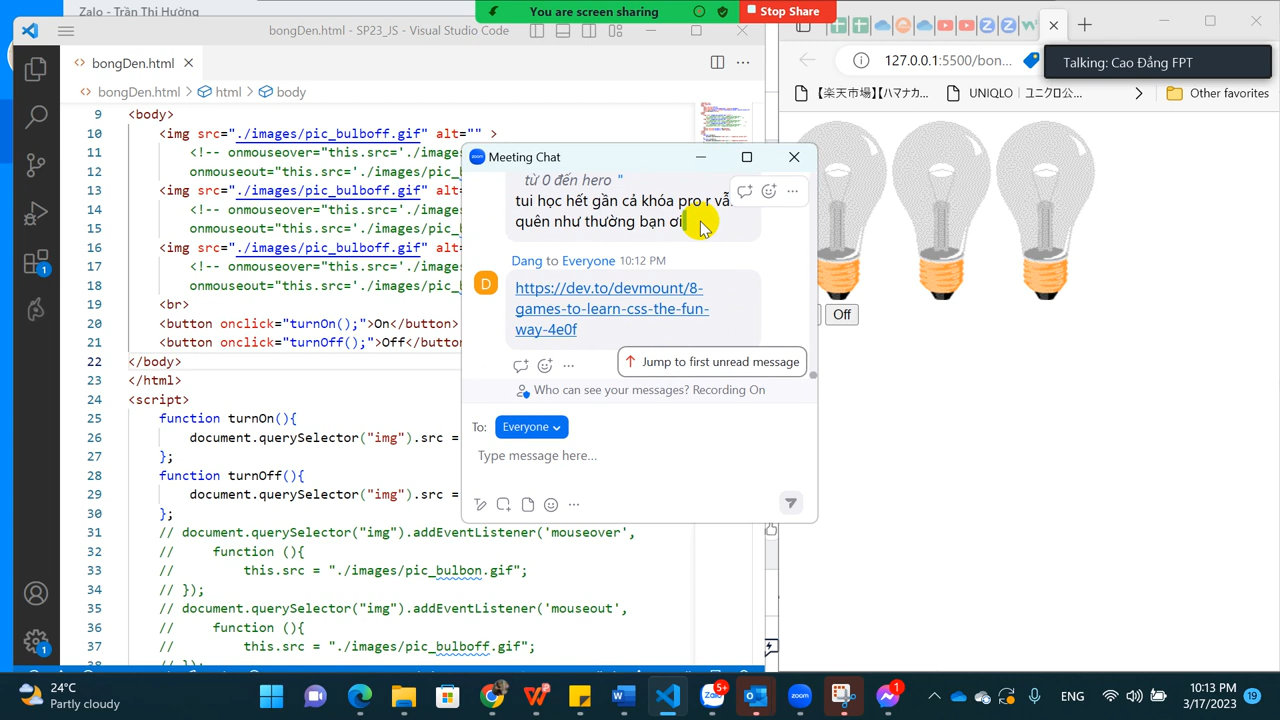 Zalo - Trần Thị Hường
You are screen sharing
Stop Share
bongDen.html - SP23_JS - Visual Studio Code
bongDen.html
127.0.0.1:5500/bon...
Talking: Cao Đẳng FPT
bongDen.html > html > body
【楽天市場】【ハマナカ...
UNIQLO | ユニクロ公...
Other favorites
9 <body>
10 <img src="./images/pic_bulboff.gif" alt="" >
11 <!-- onmouseover="this.src='./images
12 onmouseout="this.src='./images/pic_b
13 <img src="./images/pic_bulboff.gif" alt=
14 <!-- onmouseover="this.src='./images
15 onmouseout="this.src='./images/pic_b
16 <img src="./images/pic_bulboff.gif" alt=
17 <!-- onmouseover="this.src='./images
18 onmouseout="this.src='./images/pic_b
19 <br>
20 <button onclick="turnOn();">On</button>
21 <button onclick="turnOff();">Off</button
22 </body>
23 </html>
24 <script>
25 function turnOn(){
26 document.querySelector("img").src =
27 };
28 function turnOff(){
29 document.querySelector("img").src =
30 };
31 // document.querySelector("img").addEventListener('mouseover',
32 // function (){
33 // this.src = "./images/pic_bulbon.gif";
34 // });
35 // document.querySelector("img").addEventListener('mouseout',
36 // function (){
37 // this.src = "./images/pic_bulboff.gif";
38 // });
Meeting Chat
từ 0 đến hero "
tui học hết gần cả khóa pro r vẫ
quên như thường bạn ơi
Dang to Everyone 10:12 PM
D
https://dev.to/devmount/8-
games-to-learn-css-the-fun-
way-4e0f
Jump to first unread message
Who can see your messages? Recording On
To: Everyone
Type message here...
Off
1
1
24°C
Partly cloudy
5+
1
ENG
10:13 PM
3/17/2023
19